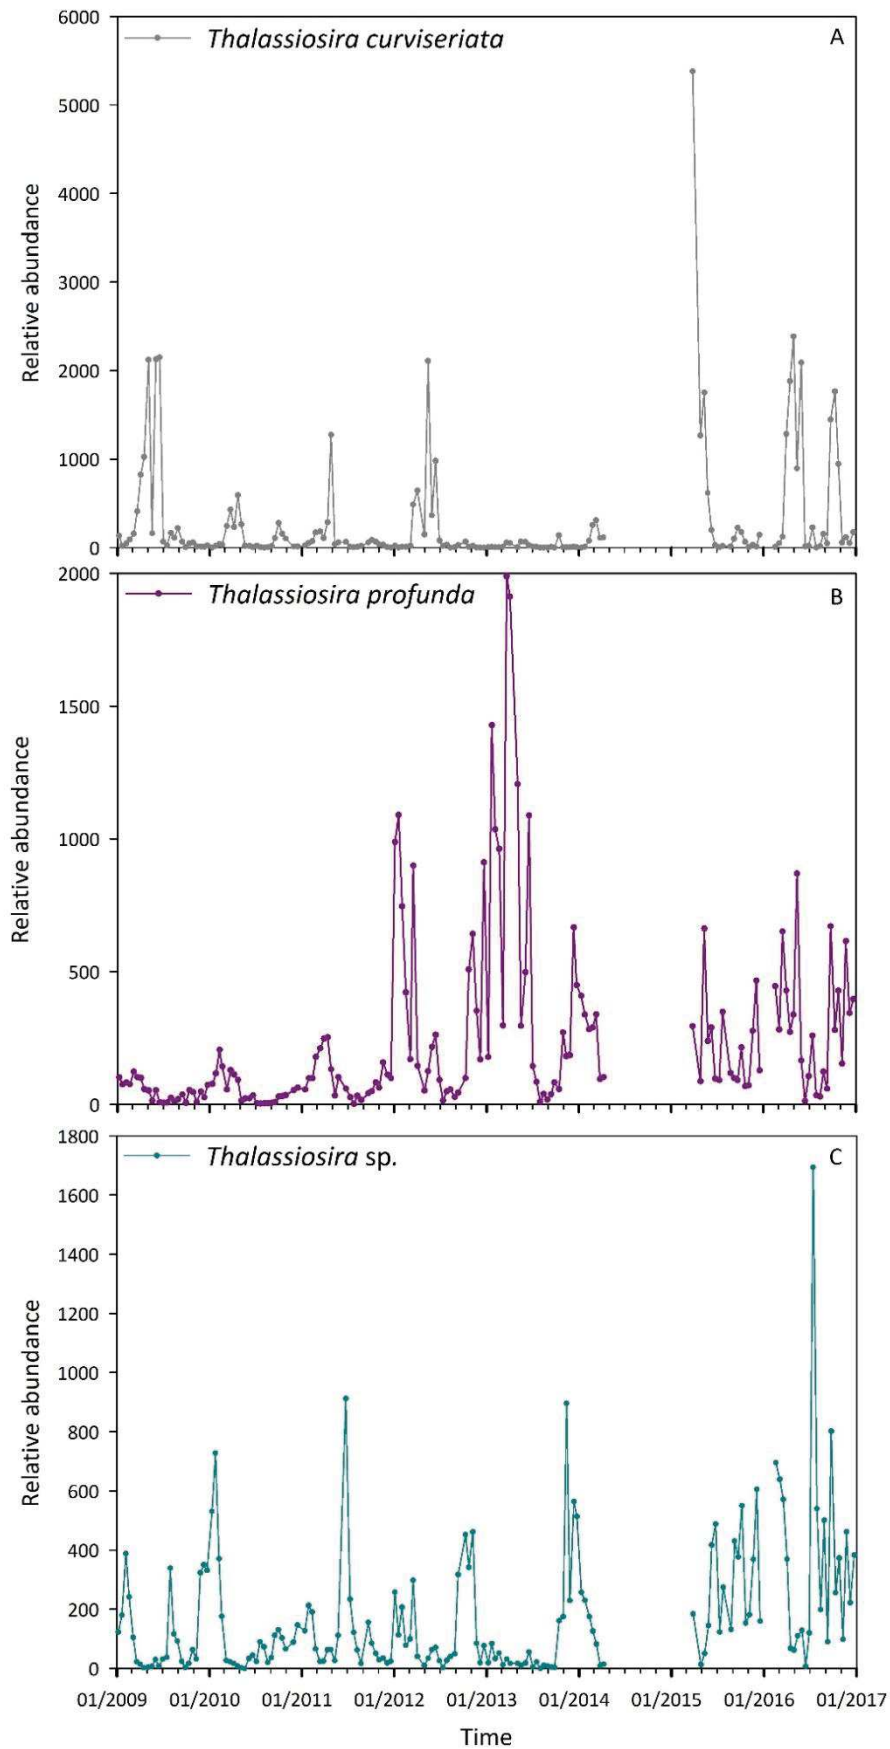 Thalassiosira curviseriata
A
6000
5000
4000
3000
2000
1000
0
Relative abundance
Thalassiosira profunda
B
2000
1500
1000
500
0
Relative abundance
Thalassiosira sp.
C
1800
1600
1400
1200
1000
800
600
400
200
0
Relative abundance
01/2009 01/2010 01/2011 01/2012 01/2013 01/2014 01/2015 01/2016 01/2017
Time